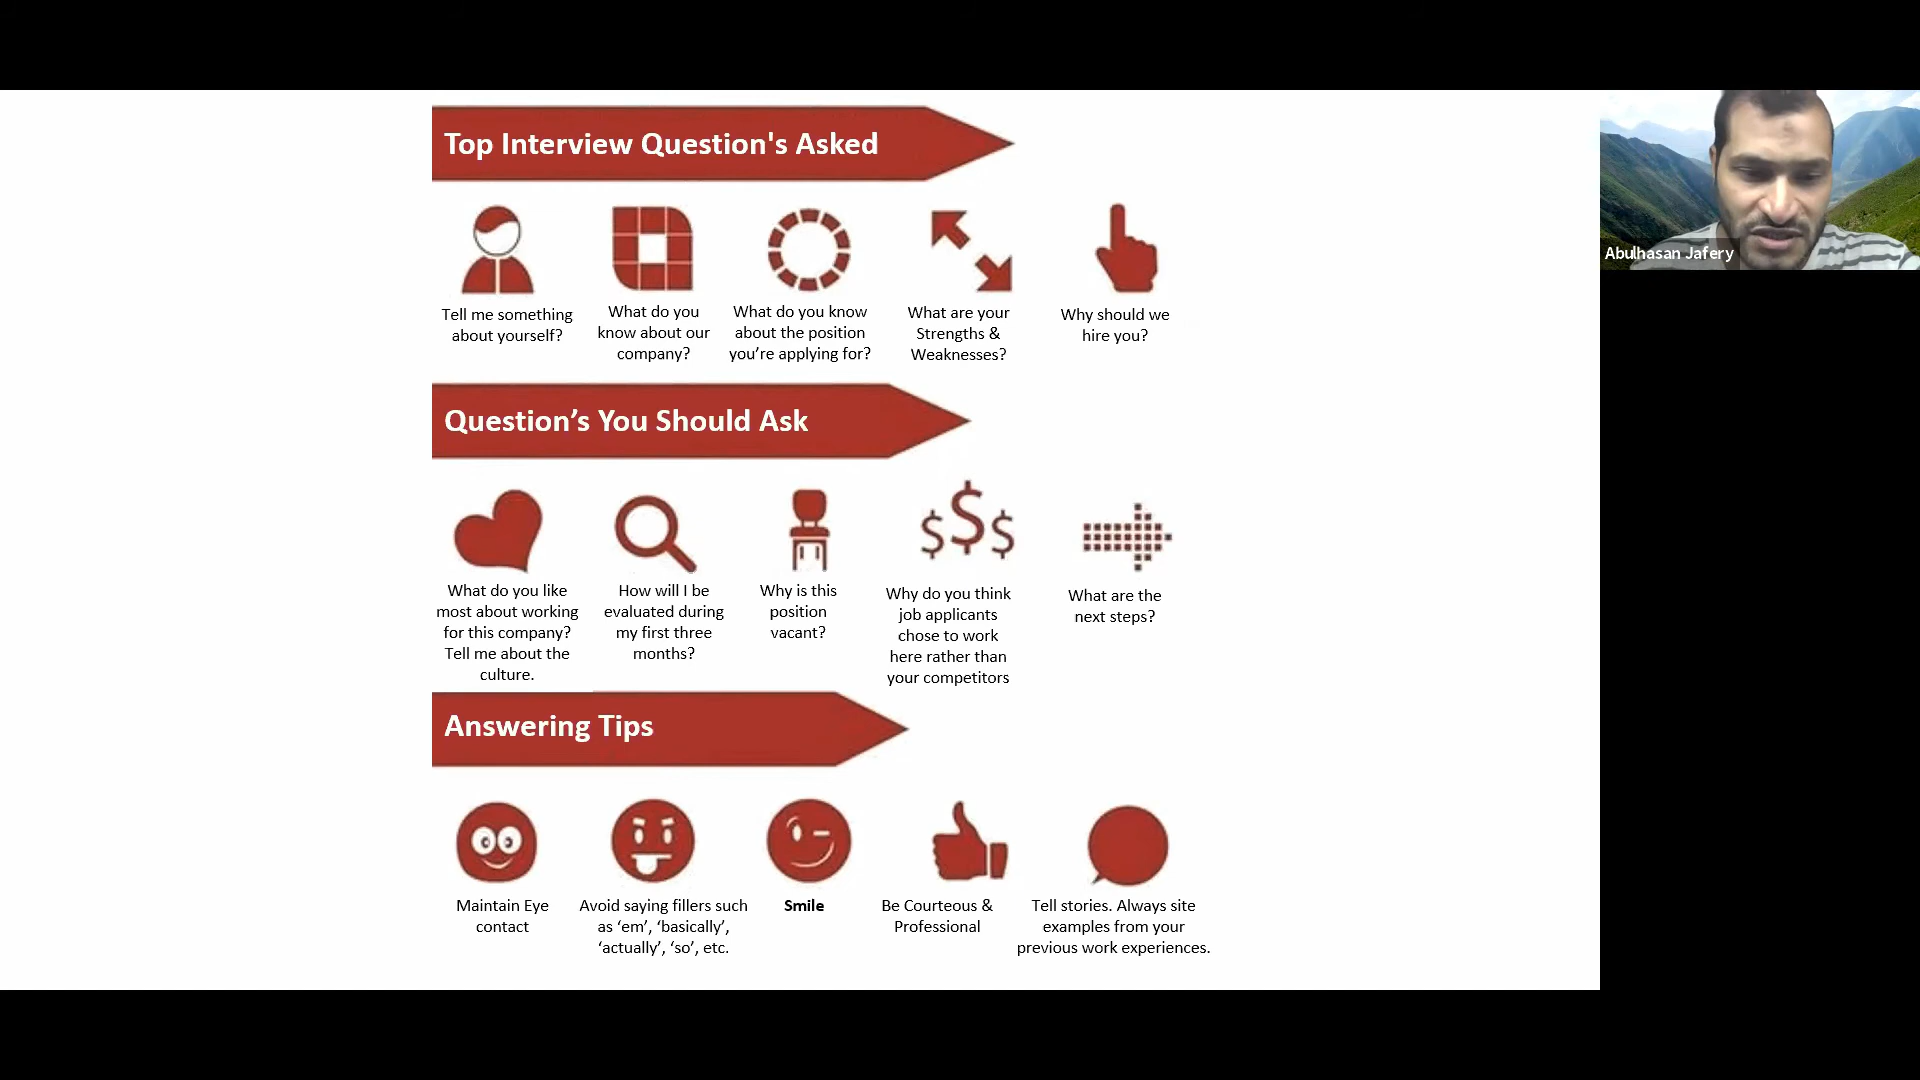 Top Interview Question's Asked
Tell me something
about yourself?
What do you
know about our
company?
What do you know
about the position
you're applying for?
What are your
Strengths &
Weaknesses?
Why should we
hire you?
Question’s You Should Ask
What do you like
most about working
for this company?
Tell me about the
culture.
How will I be
evaluated during
my first three
months?
Why is this
position
vacant?
$$$
Why do you think
job applicants
chose to work
here rather than
your competitors
What are the
next steps?
Answering Tips
Maintain Eye
contact
Avoid saying fillers such
as ‘em’, ‘basically’,
‘actually’, ‘so’, etc.
Smile
Be Courteous &
Professional
Tell stories. Always site
examples from your
previous work experiences.
Abulhasan Jafery